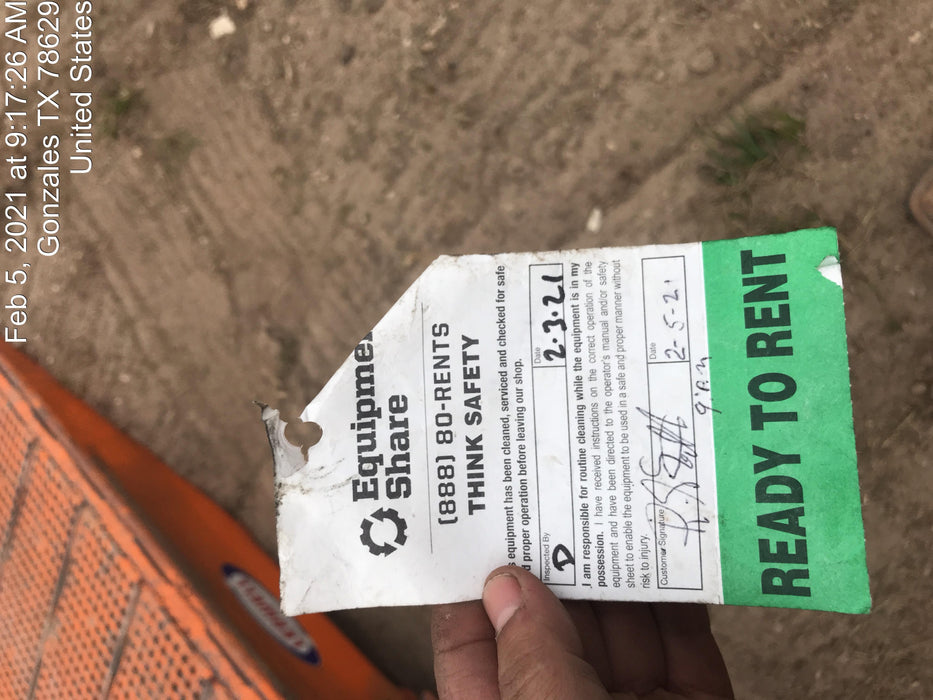 Feb 5, 2021 at 9:17:26 AM
Gonzales TX 78629
United States
Equipme
Share
(888) 80-RENTS
THINK SAFETY
equipment has been cleaned, serviced and checked for safe
d proper operation before leaving our shop.
Inspected By
D
Date
2.3.21
I am responsible for routine cleaning while the equipment is in my
possession. I have received instructions on the correct operation of the
equipment and have been directed to the operator's manual and/or safety
sheet to enable the equipment to be used in a safe and proper manner without
risk to injury.
Customer Signature
Date
2-5-21
READY TO RENT